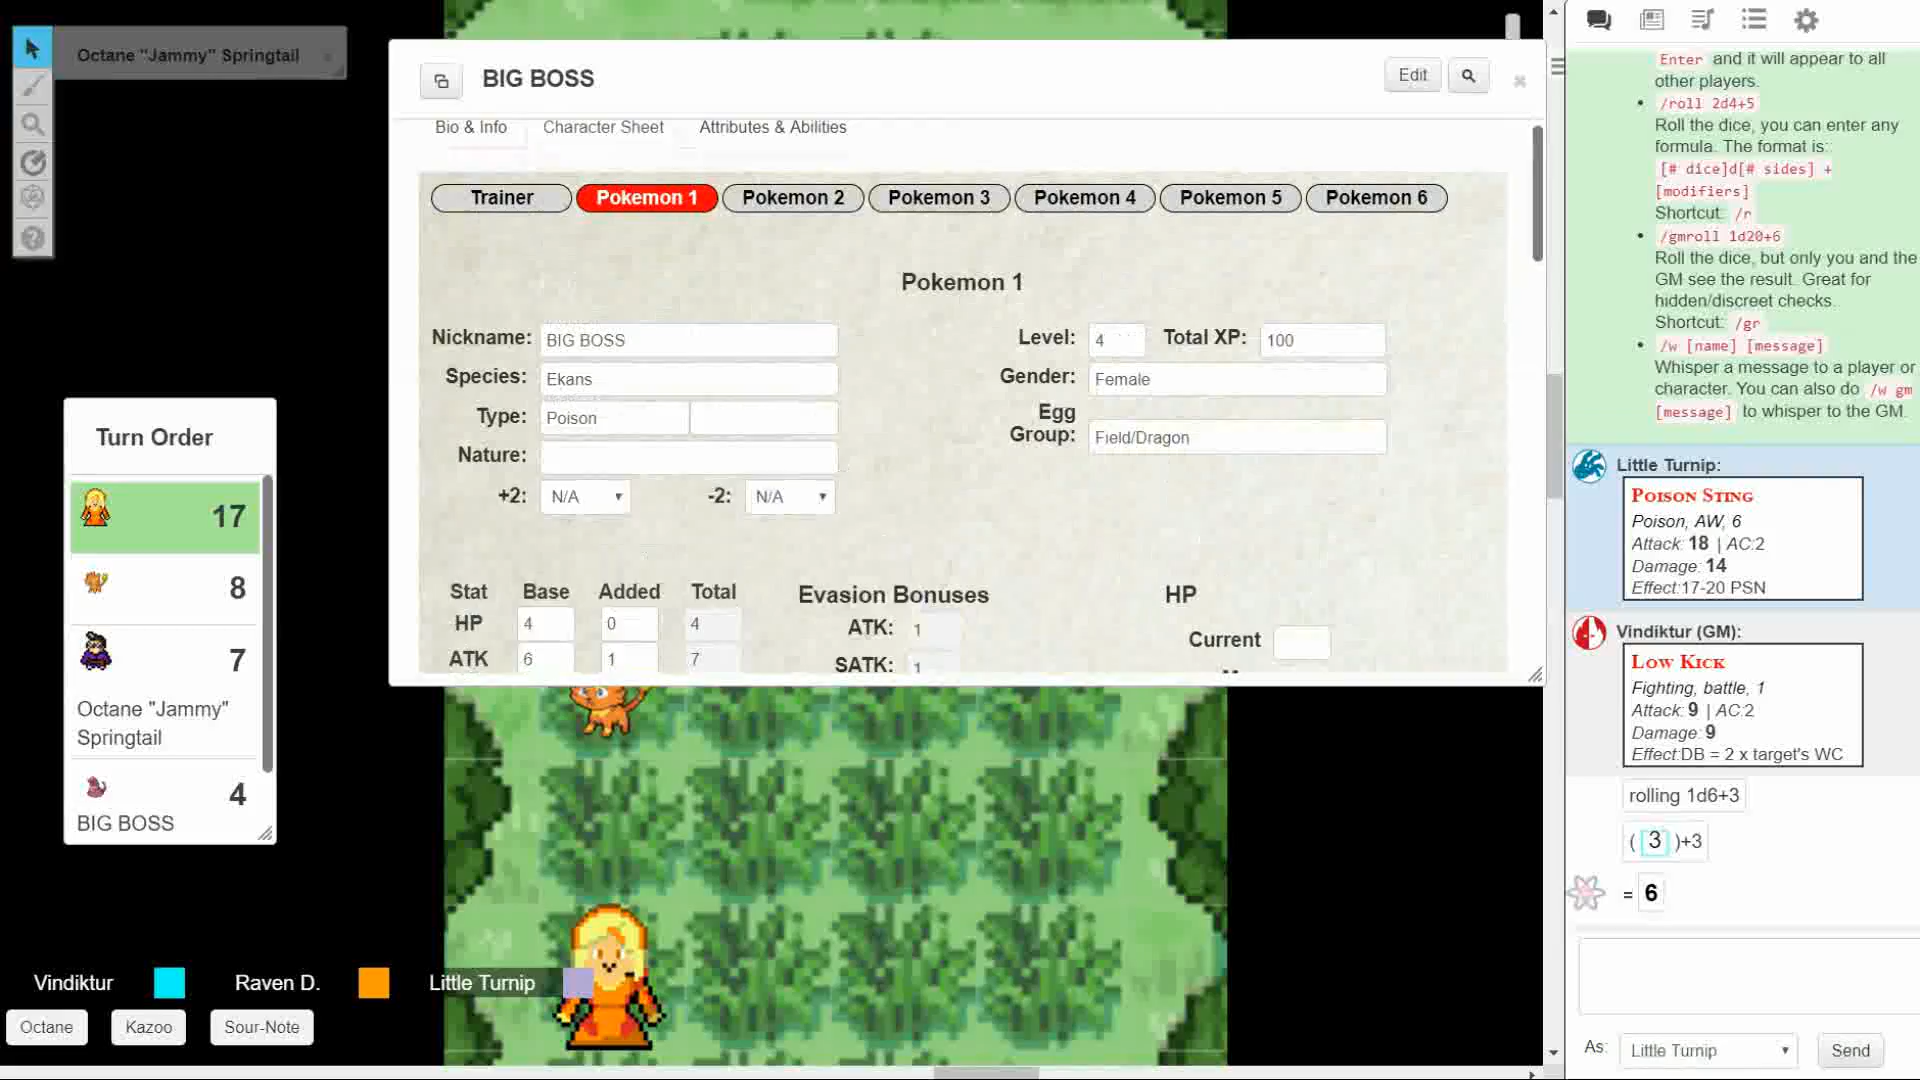 Octane "Jammy" Springtail
BIG BOSS
Edit
Bio & Info
Character Sheet
Attributes & Abilities
Trainer
Pokemon 1
Pokemon 2
Pokemon 3
Pokemon 4
Pokemon 5
Pokemon 6
Pokemon 1
Nickname: BIG BOSS
Level: 4 Total XP: 100
Species: Ekans
Gender: Female
Type: Poison
Egg Group: Field/Dragon
Nature:
+2: N/A -2: N/A
Stat Base Added Total
HP 4 0 4
ATK 6 1 7
Evasion Bonuses
ATK: 1
SATK: 1
HP
Current
Turn Order
17
8
7
Octane "Jammy"
Springtail
4
BIG BOSS
Vindiktur
Raven D.
Little Turnip
Octane
Kazoo
Sour-Note
Enter and it will appear to all
other players.
• /roll 2d4+5
Roll the dice, you can enter any
formula. The format is:
[# dice]d[# sides] +
[modifiers]
Shortcut: /r
• /gmroll 1d20+6
Roll the dice, but only you and the
GM see the result. Great for
hidden/discreet checks.
Shortcut: /gr
• /w [name] [message]
Whisper a message to a player or
character. You can also do /w gm
[message] to whisper to the GM.
Little Turnip:
POISON STING
Poison, AW, 6
Attack: 18 | AC:2
Damage: 14
Effect:17-20 PSN
Vindiktur (GM):
LOW KICK
Fighting, battle, 1
Attack: 9 | AC:2
Damage: 9
Effect:DB = 2 x target's WC
rolling 1d6+3
( 3 )+3
= 6
As: Little Turnip
Send